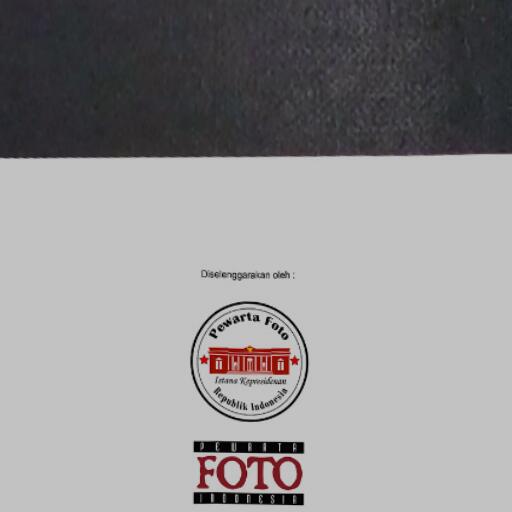 Diselenggarakan oleh :
Pewarta Foto
Istana Kepresidenan
Republik Indonesia
PEWARTA
FOTO
INDONESIA